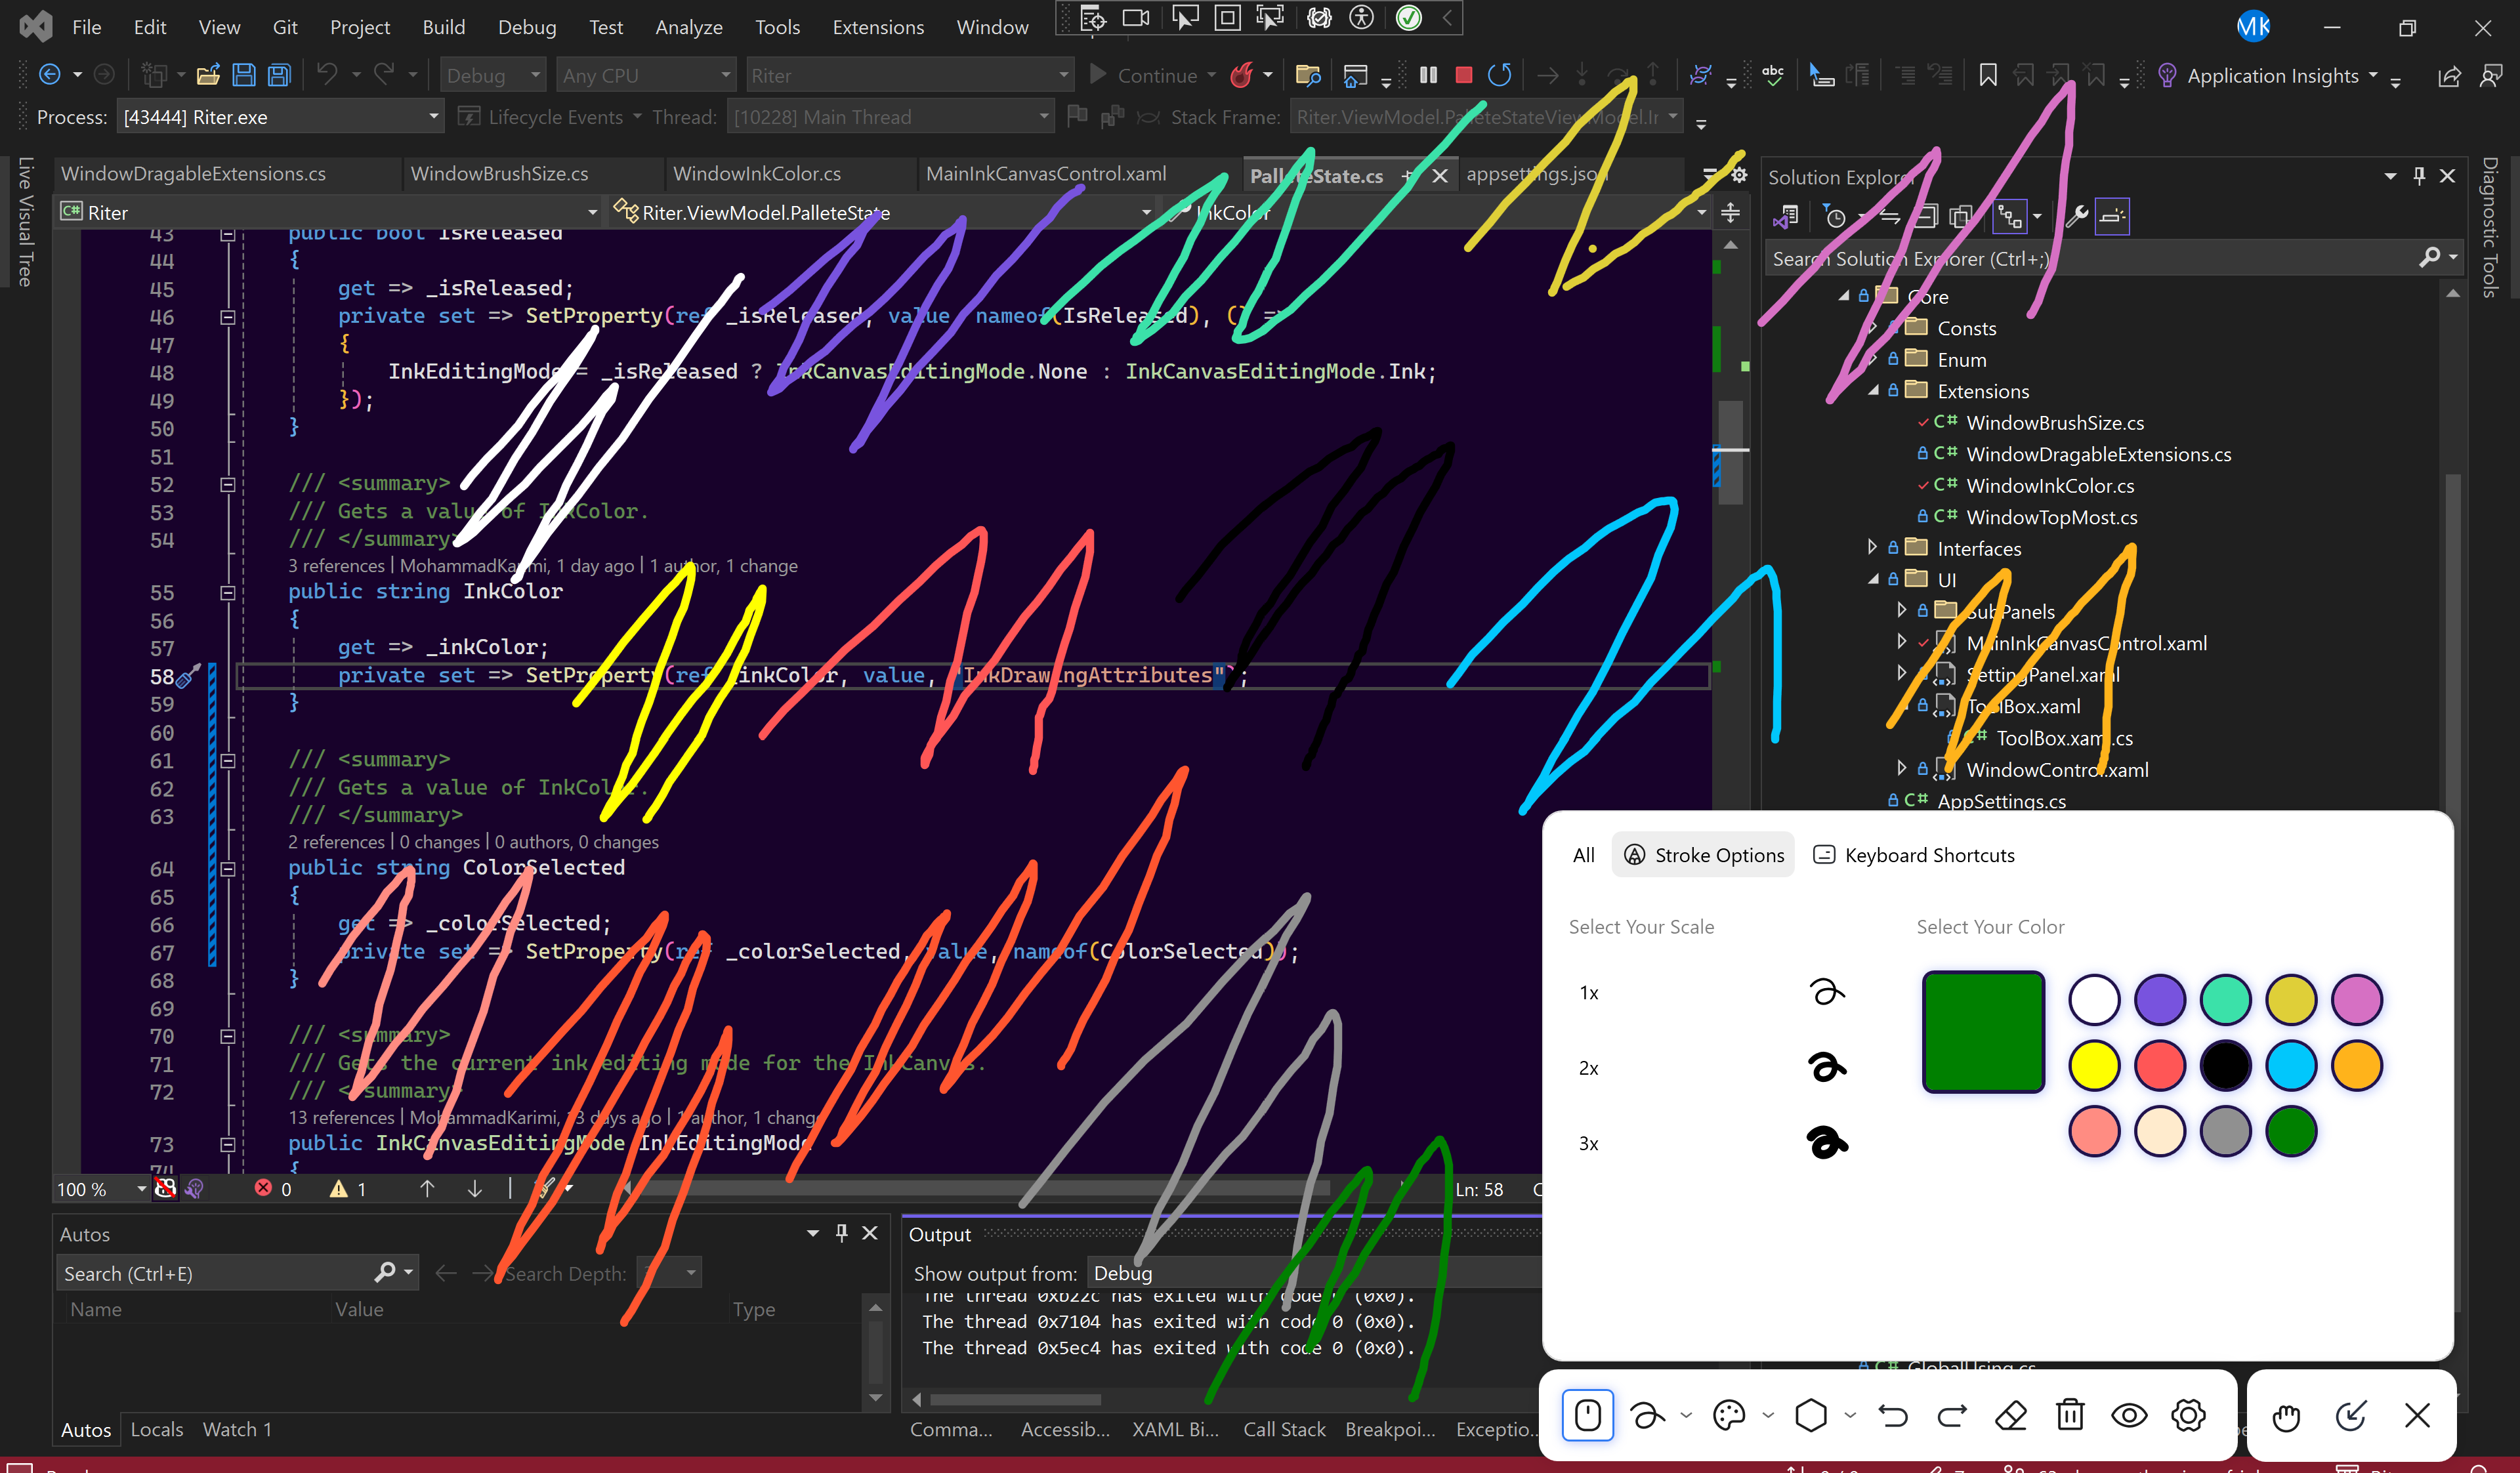 File Edit View Git Project Build Debug Test Analyze Tools Extensions Window
MK
Debug Any CPU Riter Continue Application Insights
Process: [43444] Riter.exe Lifecycle Events Thread: [10228] Main Thread Stack Frame: Riter.ViewModel.PalleteStateViewModel.Ir
Live Visual Tree
WindowDragableExtensions.cs WindowBrushSize.cs WindowInkColor.cs MainInkCanvasControl.xaml PalleteState.cs appsettings.json
Riter Riter.ViewModel.PalleteState InkColor
43 public bool IsReleased
44 {
45 get => _isReleased;
46 private set => SetProperty(ref _isReleased, value, nameof(IsReleased), () =>
47 {
48 InkEditingMode = _isReleased ? InkCanvasEditingMode.None : InkCanvasEditingMode.Ink;
49 });
50 }
51
52 /// <summary>
53 /// Gets a value of InkColor.
54 /// </summary>
3 references | MohammadKarimi, 1 day ago | 1 author, 1 change
55 public string InkColor
56 {
57 get => _inkColor;
58 private set => SetProperty(ref _inkColor, value, "InkDrawingAttributes");
59 }
60
61 /// <summary>
62 /// Gets a value of InkColor.
63 /// </summary>
2 references | 0 changes | 0 authors, 0 changes
64 public string ColorSelected
65 {
66 get => _colorSelected;
67 private set => SetProperty(ref _colorSelected, value, nameof(ColorSelected));
68 }
69
70 /// <summary>
71 /// Gets the current ink editing mode for the InkCanvas.
72 /// <summary>
13 references | MohammadKarimi, 13 days ago | 1 author, 1 change
73 public InkCanvasEditingMode InkEditingMode
74 {
100 % 0 1 Ln: 58
Autos
Search (Ctrl+E) Search Depth:
Name Value Type
Autos Locals Watch 1
Output
Show output from: Debug
The thread 0xb22c has exited with code 0 (0x0).
The thread 0x7104 has exited with code 0 (0x0).
The thread 0x5ec4 has exited with code 0 (0x0).
Comma... Accessib... XAML Bi... Call Stack Breakpoi... Exceptio...
Solution Explorer
Search Solution Explorer (Ctrl+;)
Core
Consts
Enum
Extensions
C# WindowBrushSize.cs
C# WindowDragableExtensions.cs
C# WindowInkColor.cs
C# WindowTopMost.cs
Interfaces
UI
SubPanels
MainInkCanvasControl.xaml
SettingPanel.xaml
ToolBox.xaml
C# ToolBox.xaml.cs
WindowControl.xaml
C# AppSettings.cs
C# GlobalUsing.cs
Diagnostic Tools
All Stroke Options Keyboard Shortcuts
Select Your Scale Select Your Color
1x
2x
3x